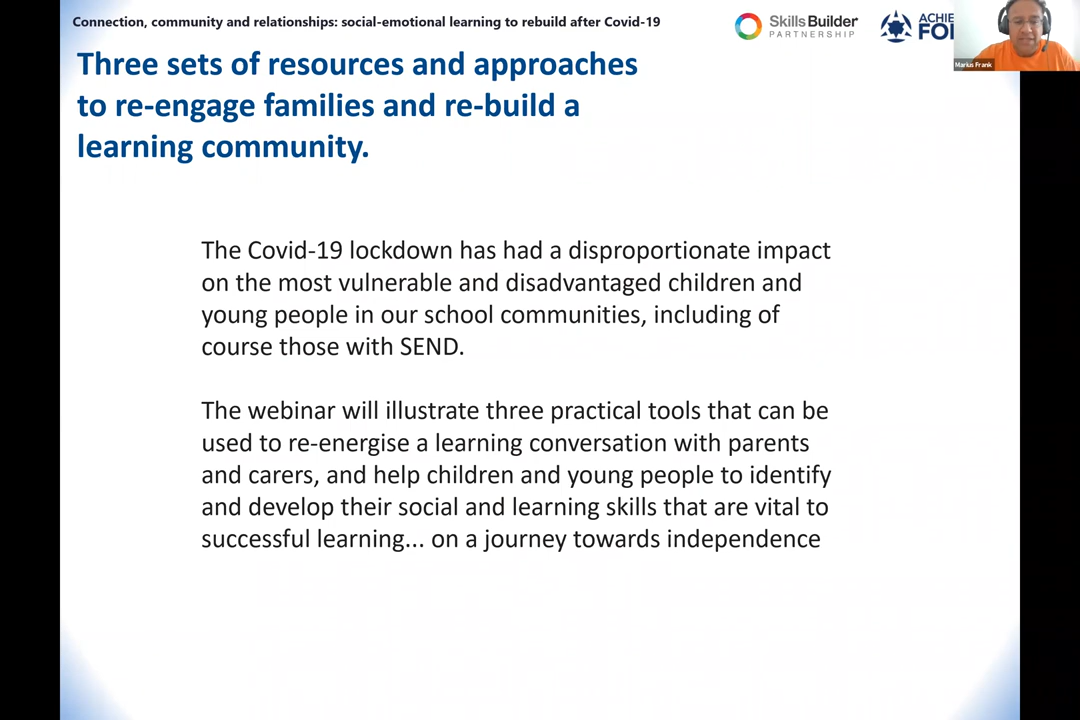 Connection, community and relationships: social-emotional learning to rebuild after Covid-19
SkillsBuilder
PARTNERSHIP
Marius Frank
Three sets of resources and approaches
to re-engage families and re-build a
learning community.
The Covid-19 lockdown has had a disproportionate impact
on the most vulnerable and disadvantaged children and
young people in our school communities, including of
course those with SEND.
The webinar will illustrate three practical tools that can be
used to re-energise a learning conversation with parents
and carers, and help children and young people to identify
and develop their social and learning skills that are vital to
successful learning... on a journey towards independence